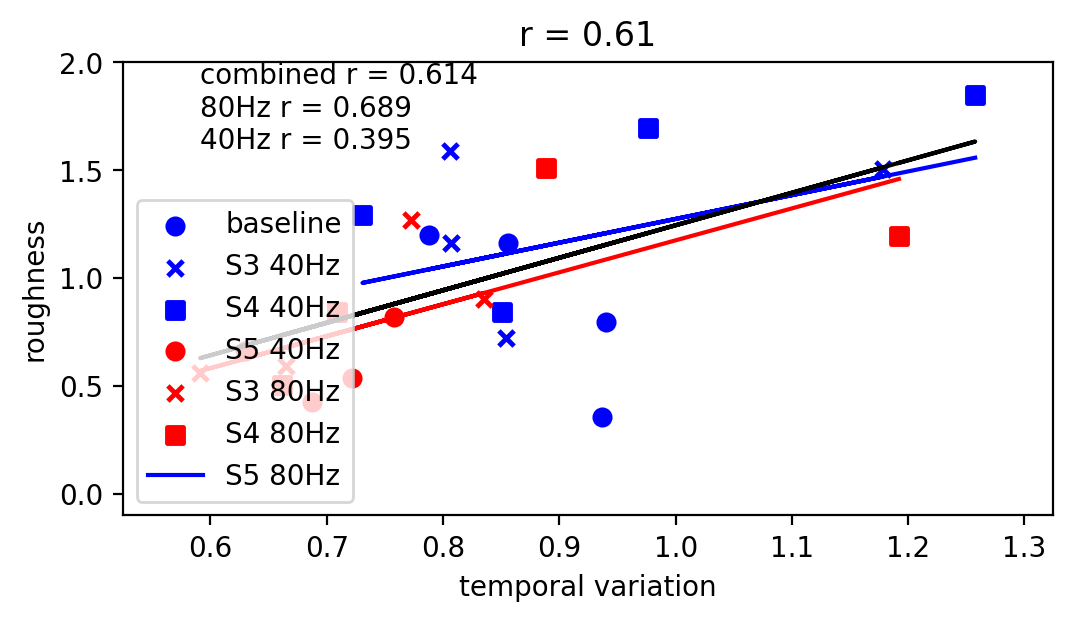 r = 0.61
combined r = 0.614
80Hz r = 0.689
40Hz r = 0.395
baseline
S3 40Hz
S4 40Hz
S5 40Hz
S3 80Hz
S4 80Hz
S5 80Hz
roughness
2.0
1.5
1.0
0.5
0.0
0.6 0.7 0.8 0.9 1.0 1.1 1.2 1.3
temporal variation